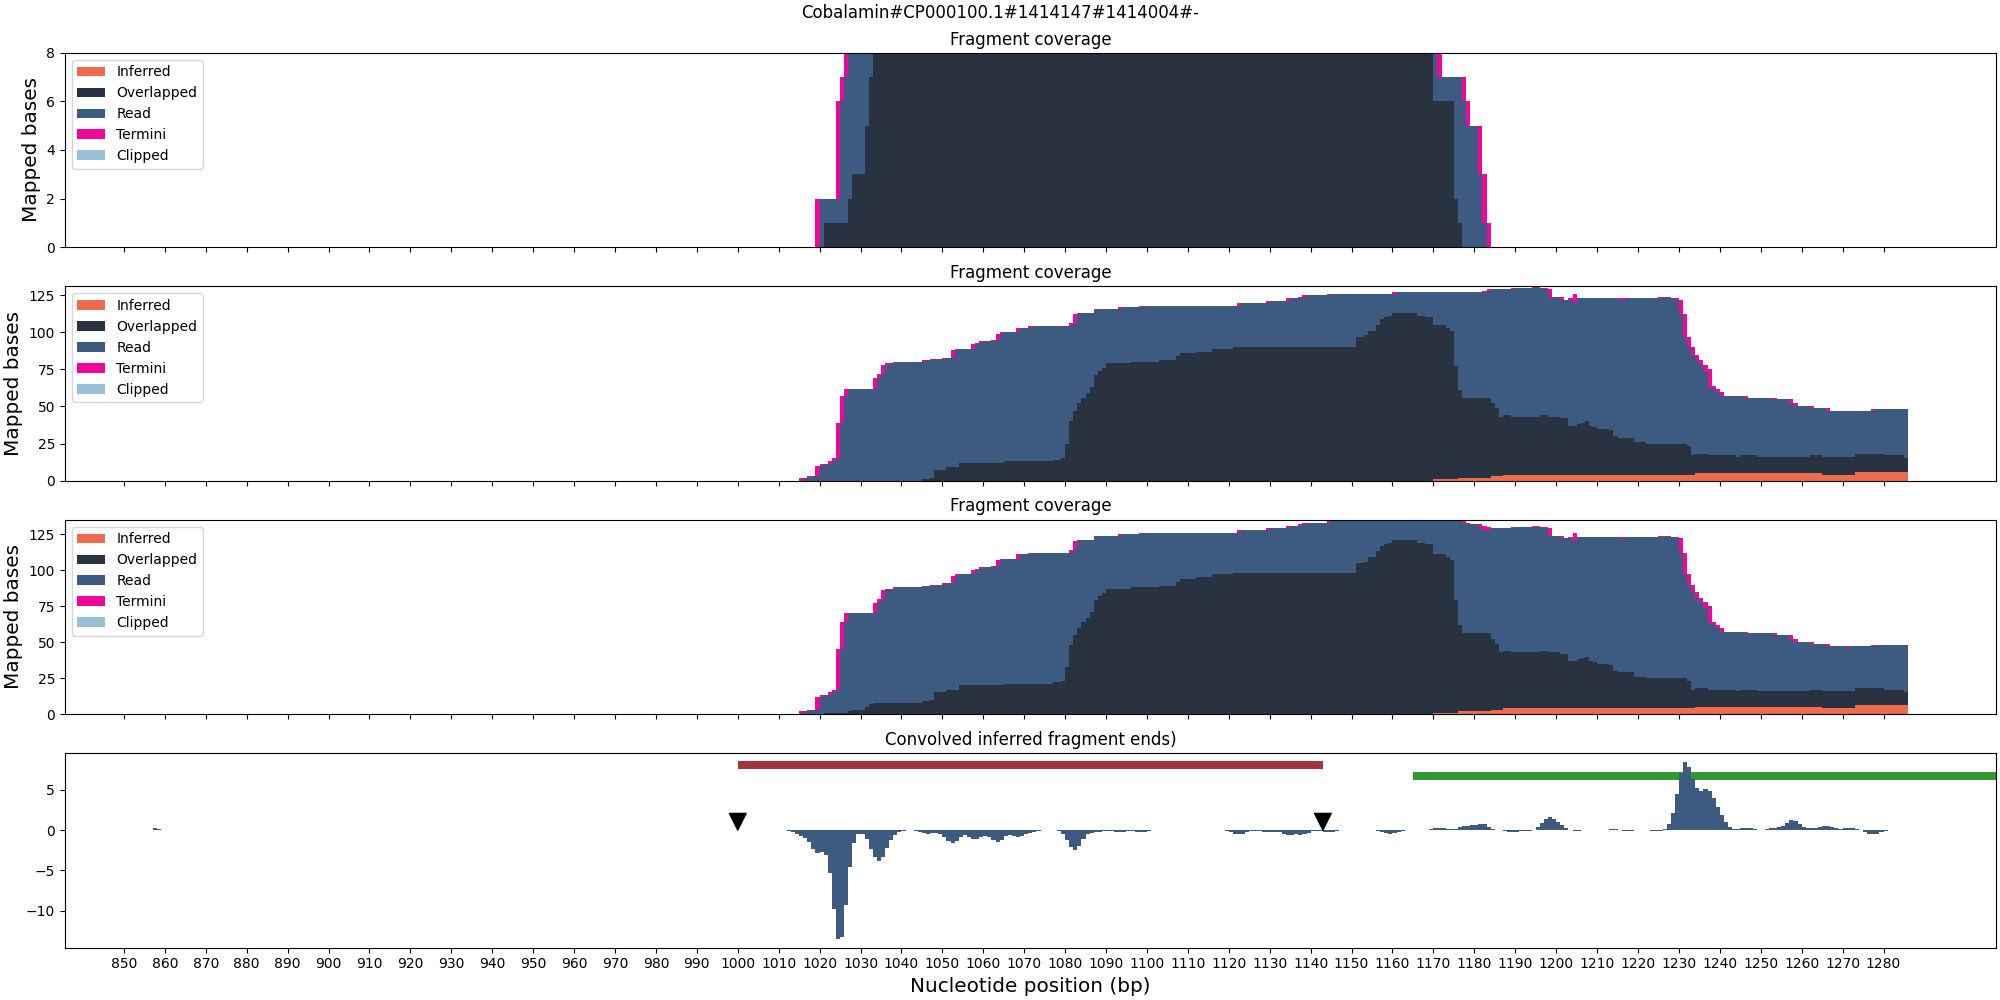 Cobalamin#CP000100.1#1414147#1414004#-
Fragment coverage
Mapped bases
8
6
4
2
0
Inferred
Overlapped
Read
Termini
Clipped
Fragment coverage
Mapped bases
125
100
75
50
25
0
Inferred
Overlapped
Read
Termini
Clipped
Fragment coverage
Mapped bases
125
100
75
50
25
0
Inferred
Overlapped
Read
Termini
Clipped
Convolved inferred fragment ends)
5
0
−5
−10
850 860 870 880 890 900 910 920 930 940 950 960 970 980 990 1000 1010 1020 1030 1040 1050 1060 1070 1080 1090 1100 1110 1120 1130 1140 1150 1160 1170 1180 1190 1200 1210 1220 1230 1240 1250 1260 1270 1280
Nucleotide position (bp)